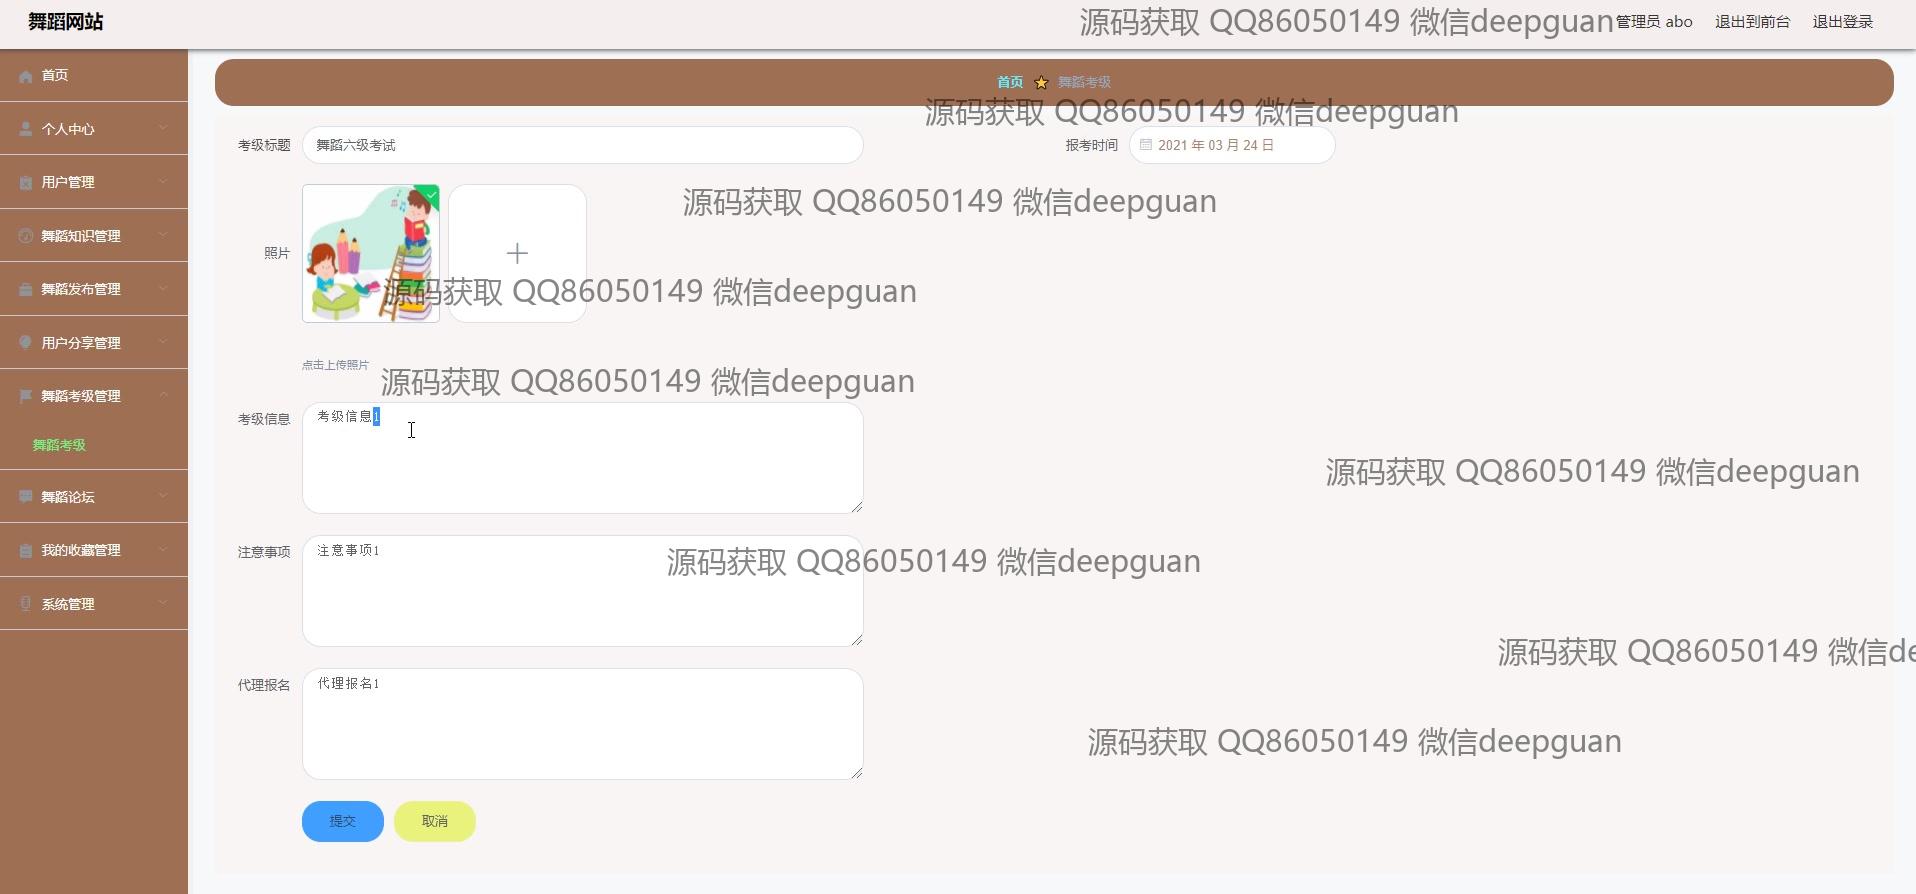 舞蹈网站
源码获取 QQ86050149 微信deepguan
管理员 abo
退出到前台
退出登录
首页
个人中心
用户管理
舞蹈知识管理
舞蹈发布管理
用户分享管理
舞蹈考级管理
舞蹈考级
舞蹈论坛
我的收藏管理
系统管理
首页 舞蹈考级
源码获取 QQ86050149 微信deepguan
考级标题 舞蹈六级考试
报考时间 2021 年 03 月 24 日
源码获取 QQ86050149 微信deepguan
照片
源码获取 QQ86050149 微信deepguan
点击上传照片
源码获取 QQ86050149 微信deepguan
考级信息 考级信息1
源码获取 QQ86050149 微信deepguan
注意事项 注意事项1
源码获取 QQ86050149 微信deepguan
源码获取 QQ86050149 微信de
代理报名 代理报名1
源码获取 QQ86050149 微信deepguan
提交 取消